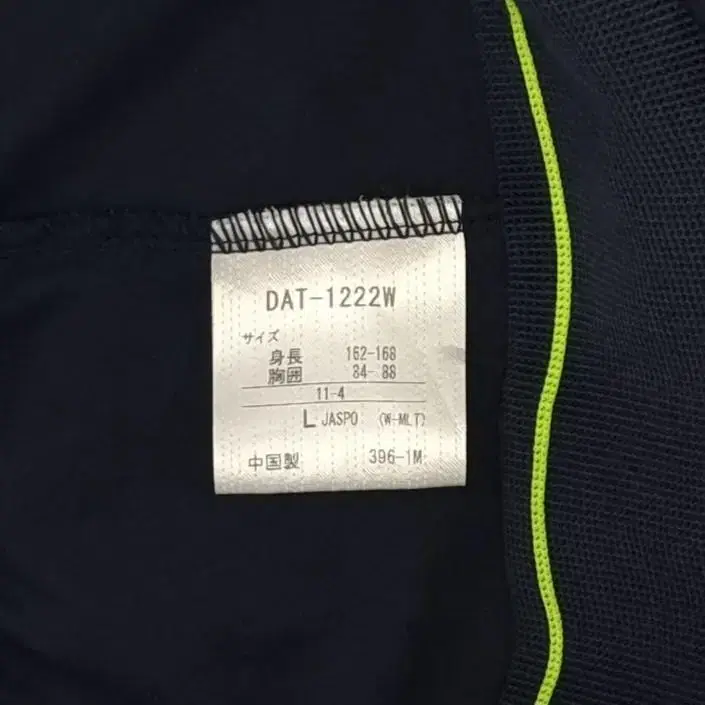 DAT-1222W
サイズ
身長 162-168
胸囲 84- 88
11-4
L JASPO (W-MLT)
中国製 396-1M